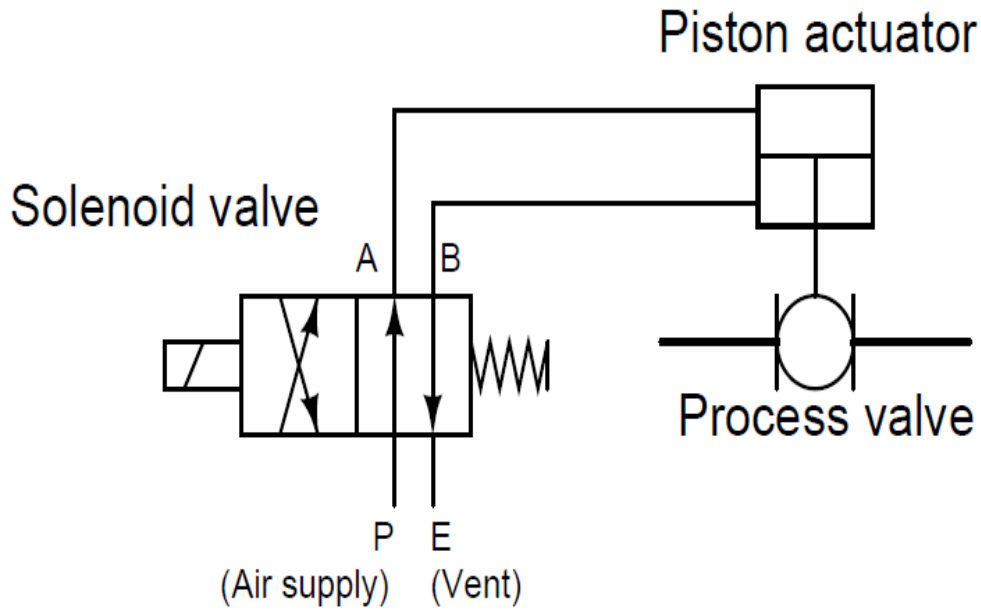 Piston actuator
Solenoid valve
A B
Process valve
P E
(Air supply) (Vent)